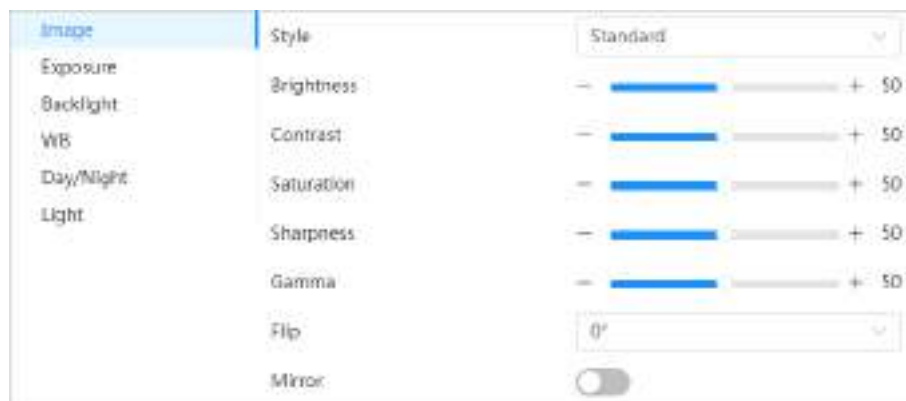 Image
Exposure
Backlight
WB
Day/Night
Light
Style Standard
Brightness - + 50
Contrast - + 50
Saturation - + 50
Sharpness - + 50
Gamma - + 50
Flip 0°
Mirror